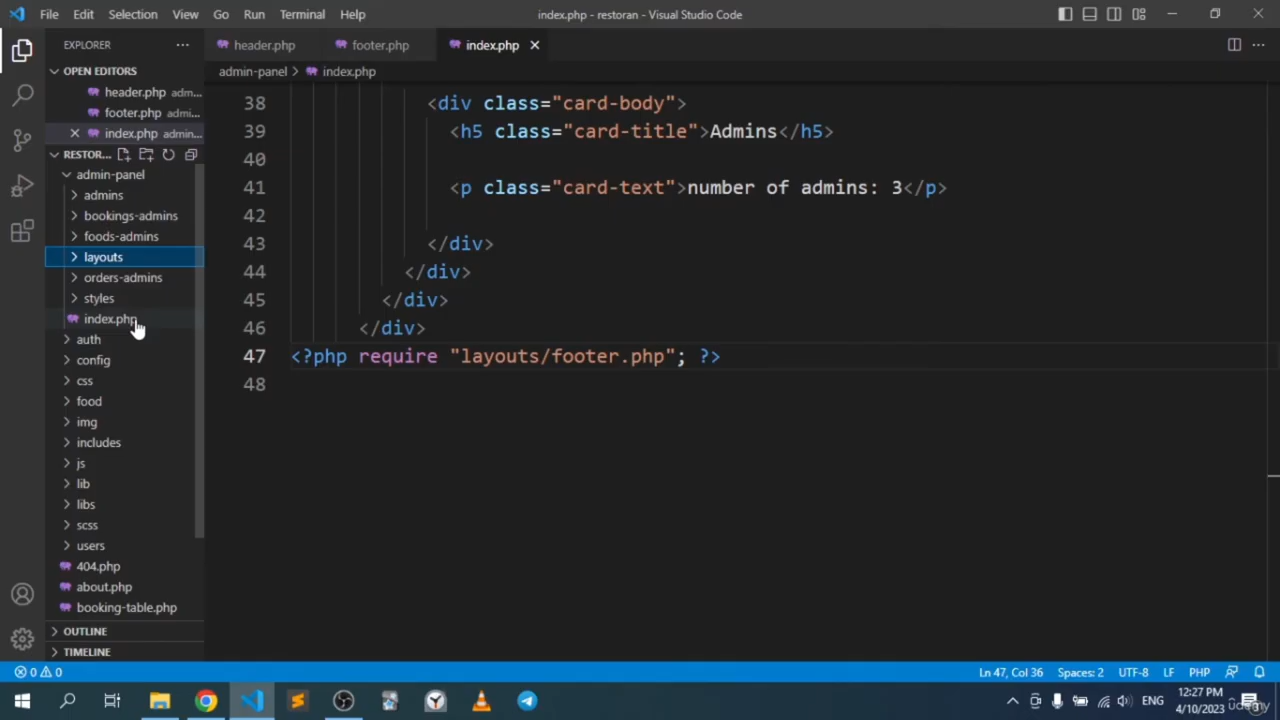 File Edit Selection View Go Run Terminal Help
index.php - restoran - Visual Studio Code
EXPLORER
header.php footer.php index.php
OPEN EDITORS
admin-panel > index.php
header.php adm...
footer.php admi...
index.php admin...
RESTOR...
admin-panel
admins
bookings-admins
foods-admins
layouts
orders-admins
styles
index.php
auth
config
css
food
img
includes
js
lib
libs
scss
users
404.php
about.php
booking-table.php
OUTLINE
TIMELINE
38 <div class="card-body">
39 <h5 class="card-title">Admins</h5>
40
41 <p class="card-text">number of admins: 3</p>
42
43 </div>
44 </div>
45 </div>
46 </div>
47 <?php require "layouts/footer.php"; ?>
48
0 0
Ln 47, Col 36 Spaces: 2 UTF-8 LF PHP
ENG
12:27 PM
4/10/2023